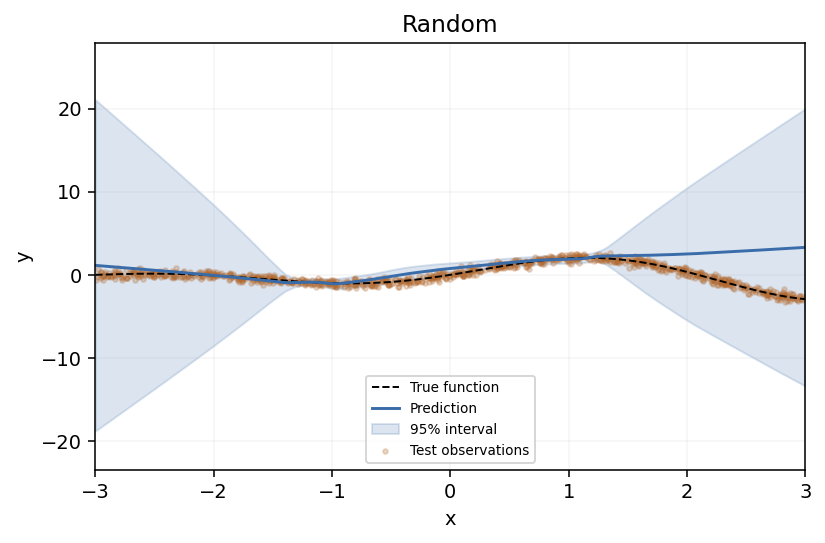 Random
y
20
10
0
−10
−20
True function
Prediction
95% interval
Test observations
−3
−2
−1
0
1
2
3
x